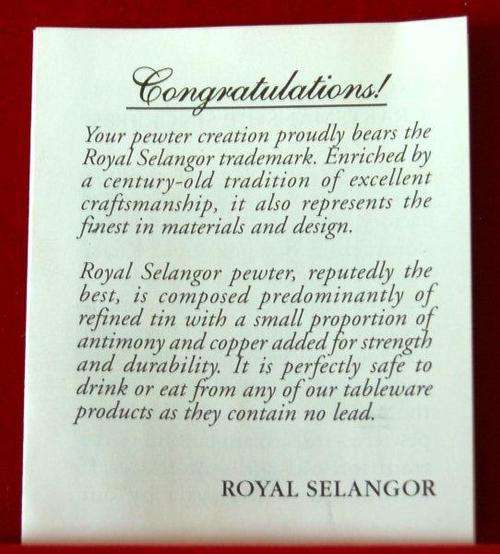 Congratulations!
Your pewter creation proudly bears the
Royal Selangor trademark. Enriched by
a century-old tradition of excellent
craftsmanship, it also represents the
finest in materials and design.
Royal Selangor pewter, reputedly the
best, is composed predominantly of
refined tin with a small proportion of
antimony and copper added for strength
and durability. It is perfectly safe to
drink or eat from any of our tableware
products as they contain no lead.
ROYAL SELANGOR